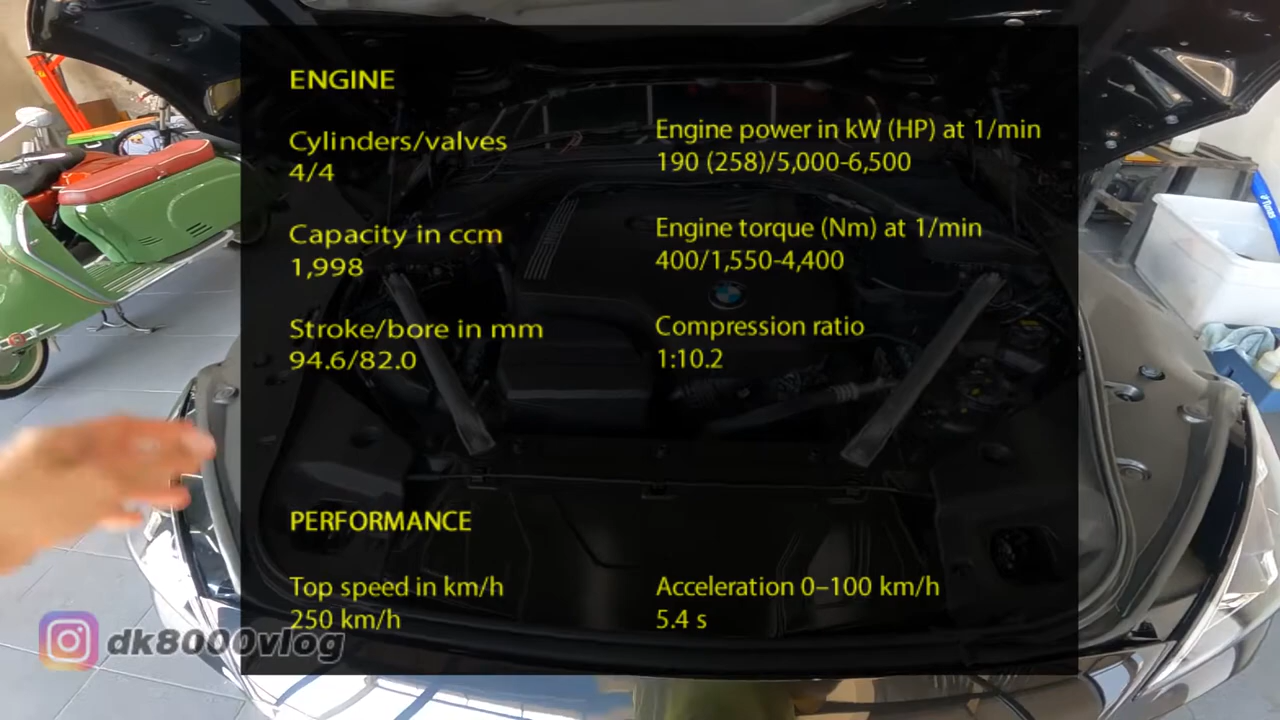 ENGINE
Cylinders/valves
4/4
Capacity in ccm
1,998
Stroke/bore in mm
94.6/82.0
Engine power in kW (HP) at 1/min
190 (258)/5,000-6,500
Engine torque (Nm) at 1/min
400/1,550-4,400
Compression ratio
1:10.2
PERFORMANCE
Top speed in km/h
250 km/h
Acceleration 0–100 km/h
5.4 s
dk8000vlog